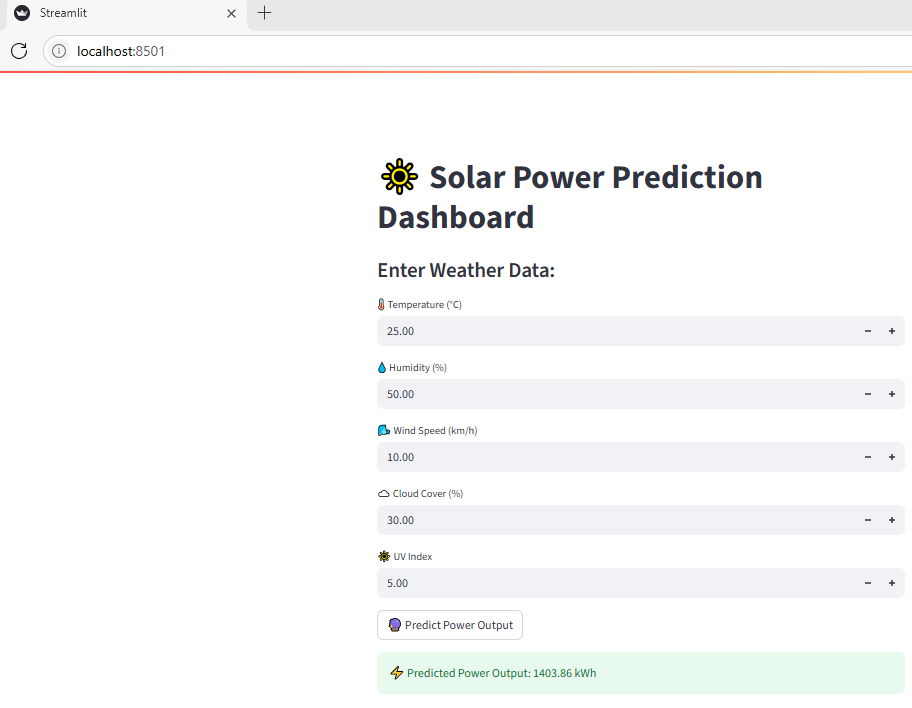 Streamlit
localhost:8501
Solar Power Prediction
Dashboard
Enter Weather Data:
Temperature (°C)
25.00
Humidity (%)
50.00
Wind Speed (km/h)
10.00
Cloud Cover (%)
30.00
UV Index
5.00
Predict Power Output
Predicted Power Output: 1403.86 kWh